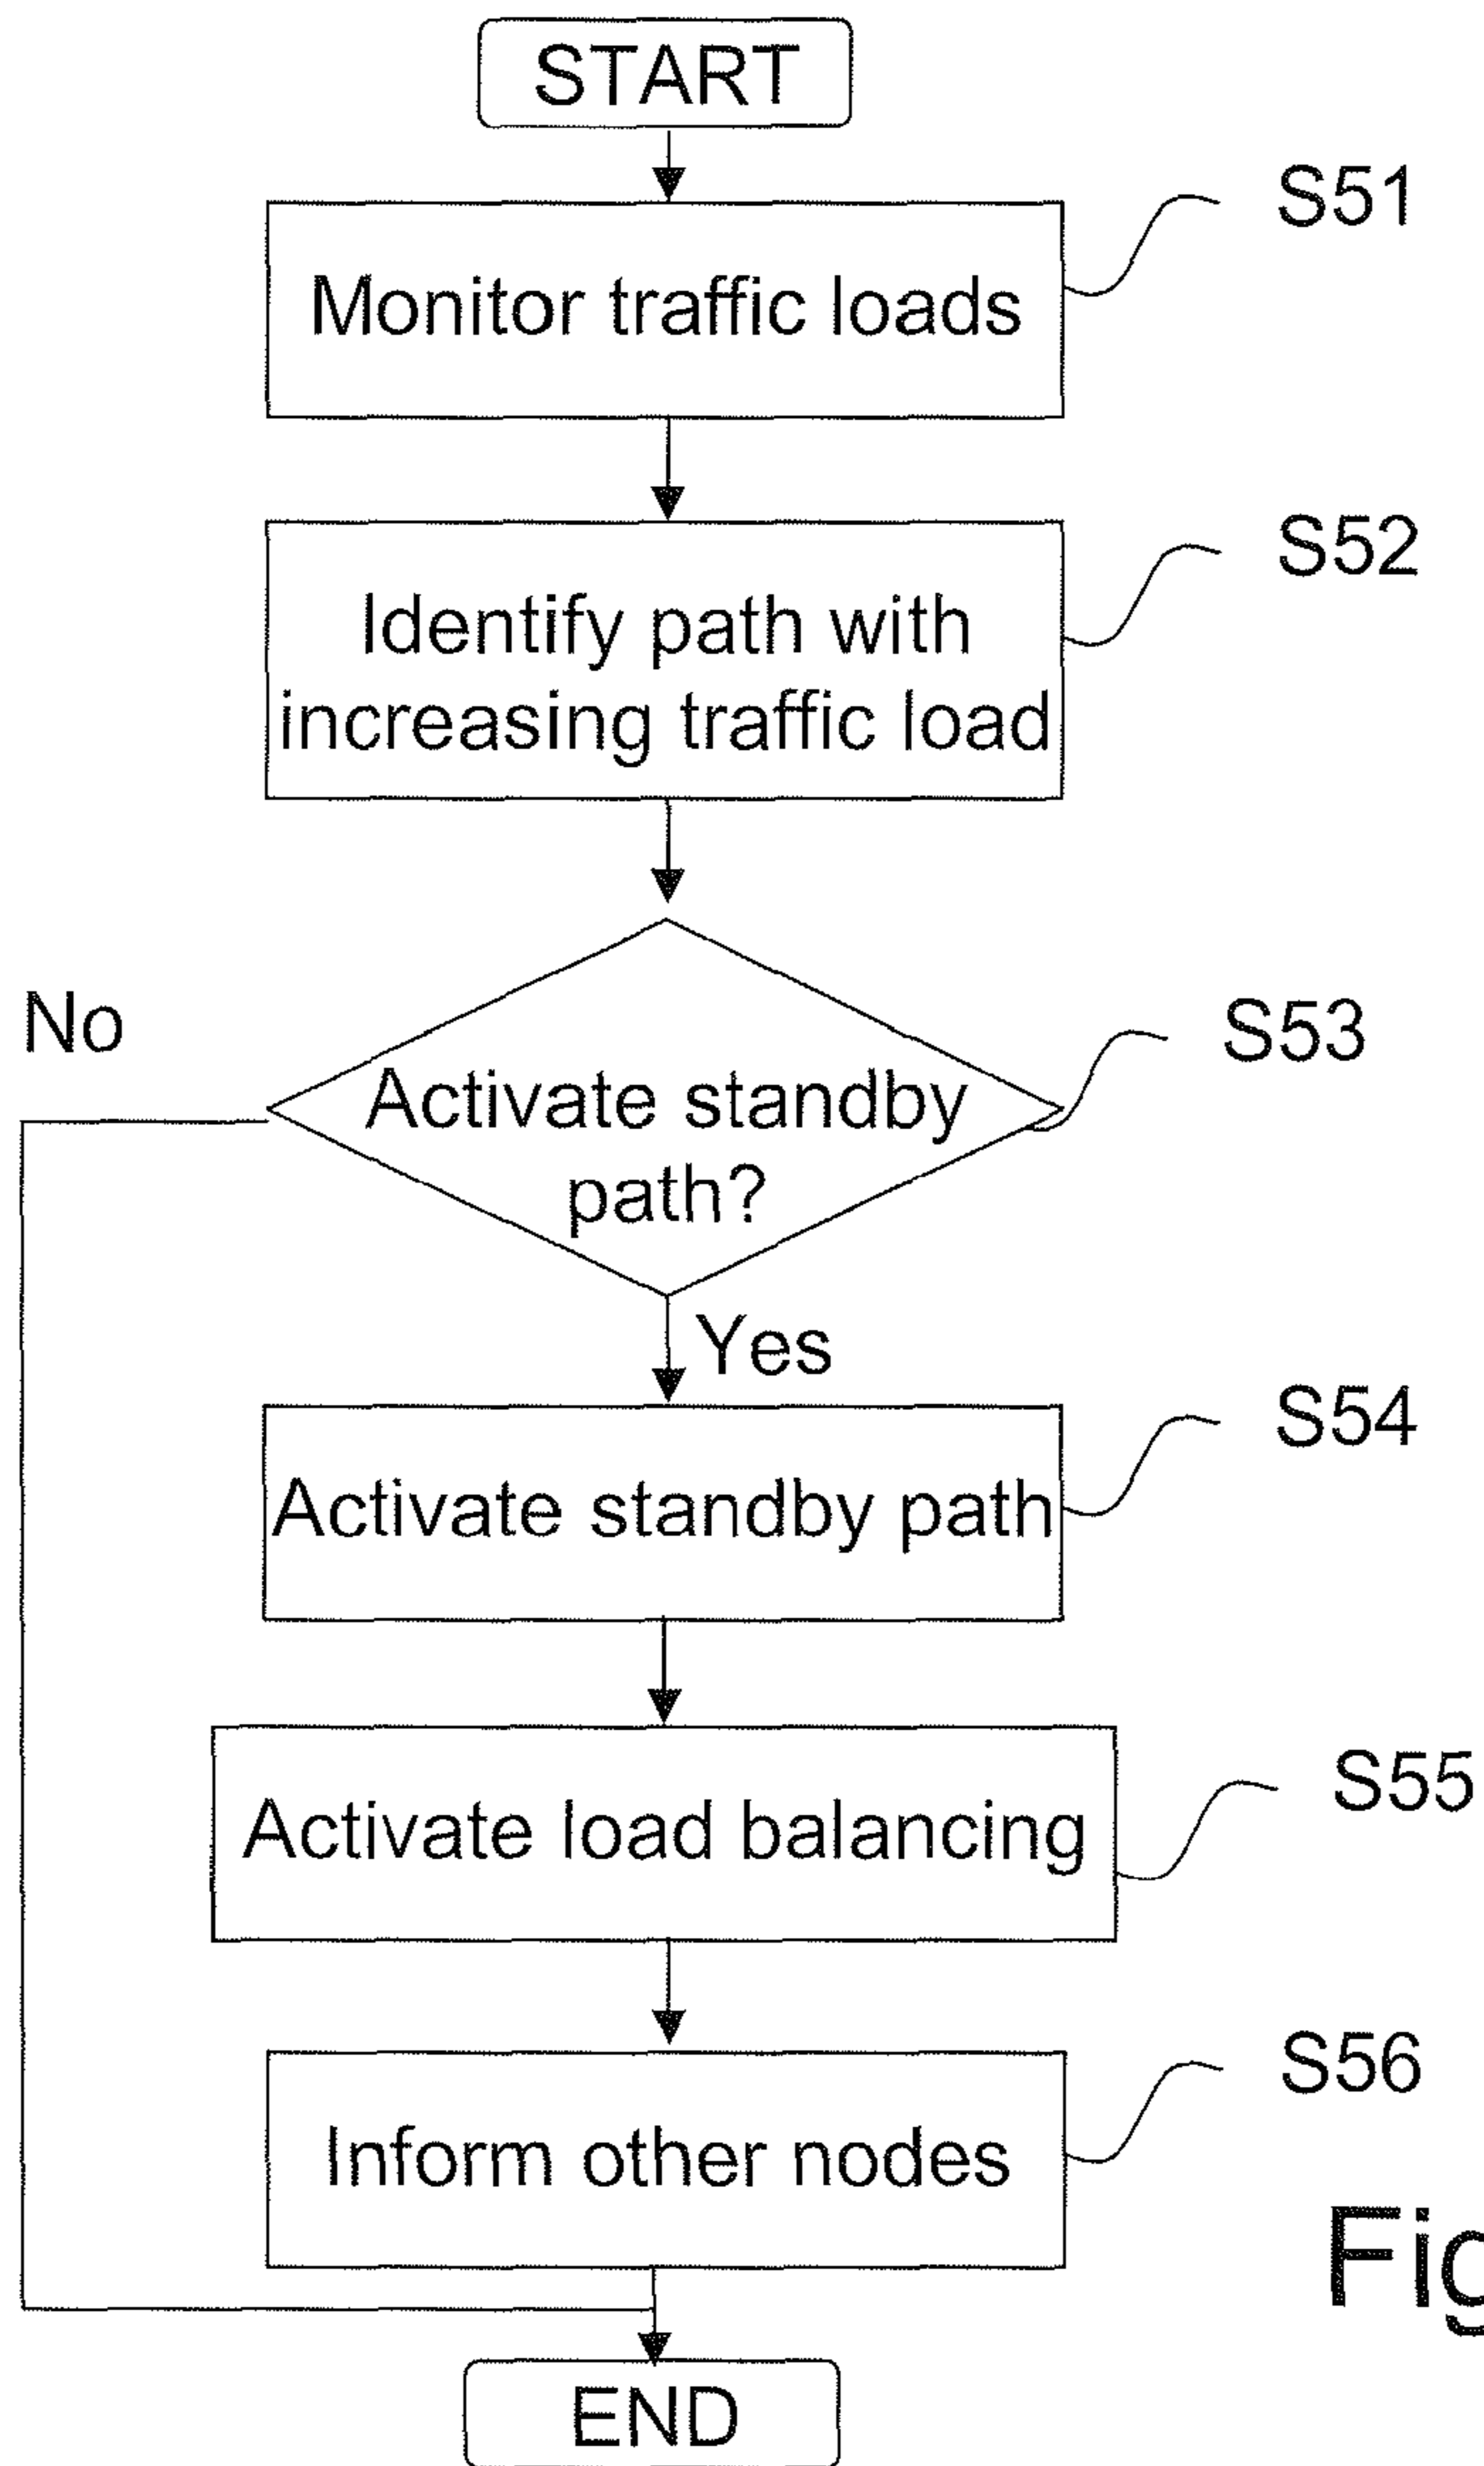 START
S51
Monitor traffic loads
S52
Identify path with
increasing traffic load
No
S53
Activate standby
path?
Yes
S54
Activate standby path
S55
Activate load balancing
S56
Inform other nodes
END